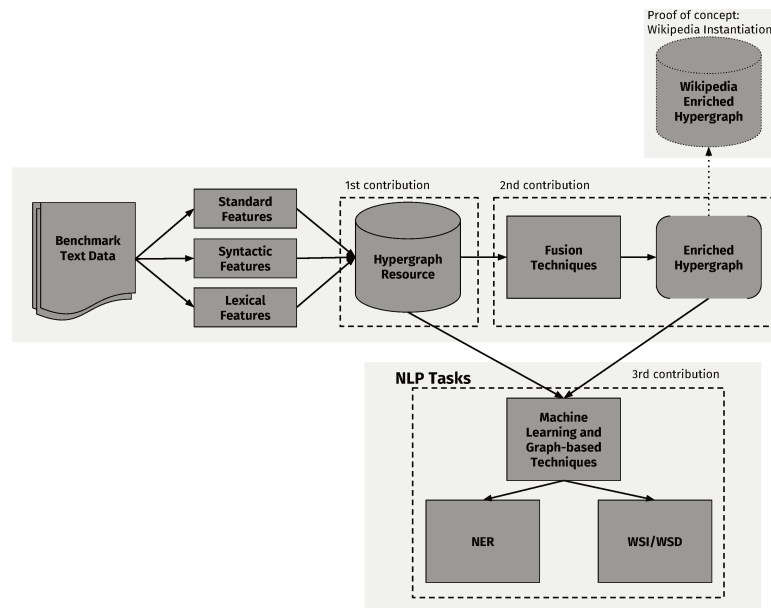 Proof of concept:
Wikipedia Instantiation
Wikipedia
Enriched
Hypergraph
1st contribution
2nd contribution
Benchmark
Text Data
Standard
Features
Syntactic
Features
Lexical
Features
Hypergraph
Resource
Fusion
Techniques
Enriched
Hypergraph
NLP Tasks
3rd contribution
Machine
Learning and
Graph-based
Techniques
NER
WSI/WSD